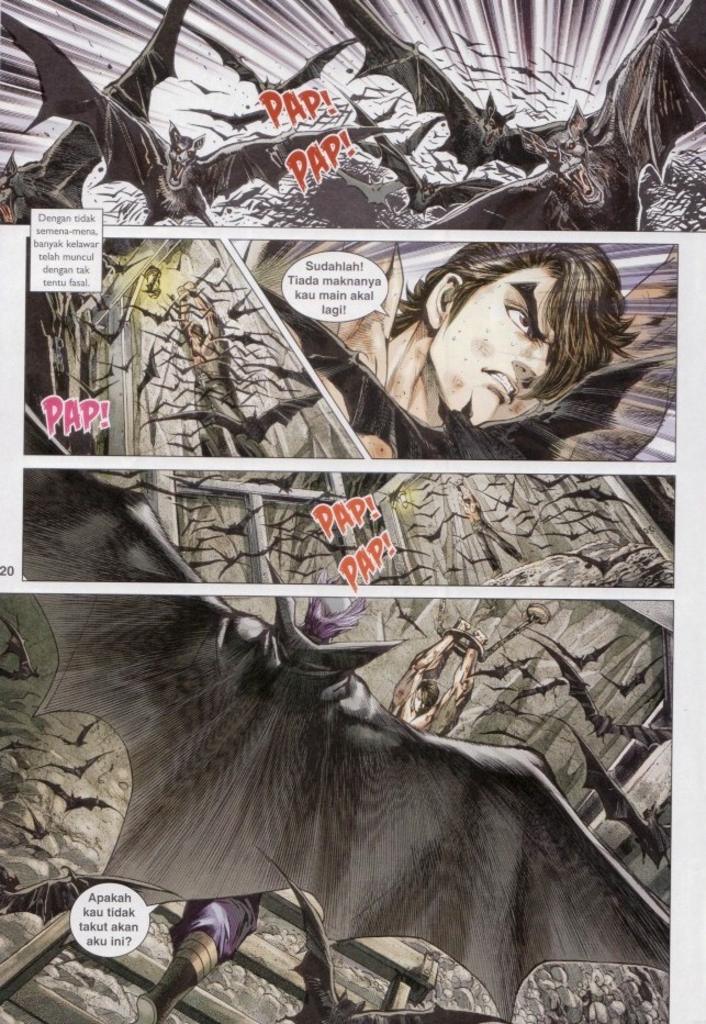 PAP!
PAP!
Dengan tidak
semena-mena,
banyak kelawar
telah muncul
dengan tak
tentu fasal.
PAP!
Sudahlah!
Tiada maknanya
kau main akal
lagi!
PAP!
PAP!
20
Apakah
kau tidak
takut akan
aku ini?